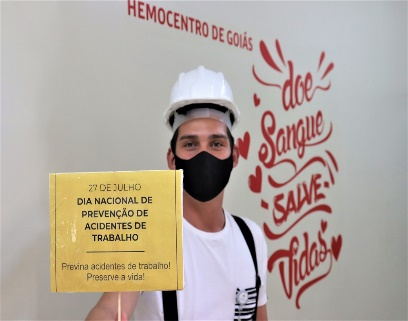 HEMOCENTRO DE GOIÁS
doe
Sangue
SALVE
Vidas
27 DE JULHO
DIA NACIONAL DE
PREVENÇÃO DE
ACIDENTES DE
TRABALHO
Previna acidentes de trabalho!
Preserve a vida!